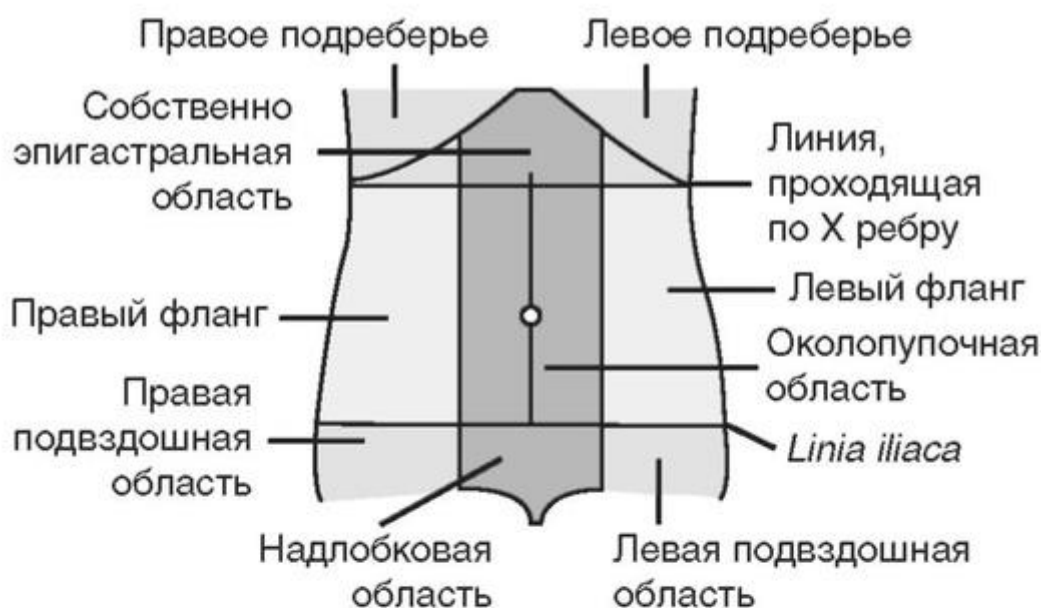 Правое подреберье
Левое подреберье
Собственно
эпигастральная
область
Линия,
проходящая
по X ребру
Правый фланг
Левый фланг
Околопупочная
область
Правая
подвздошная
область
Linia iliaca
Надлобковая
область
Левая подвздошная
область